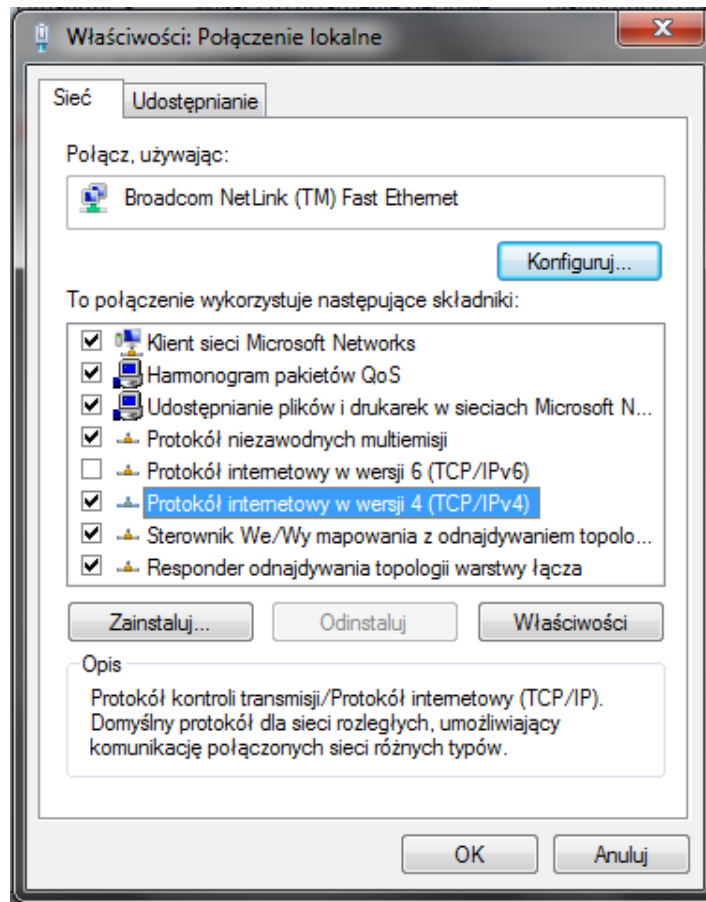 Właściwości: Połączenie lokalne
Sieć
Udostępnianie
Połącz, używając:
Broadcom NetLink (TM) Fast Ethernet
Konfiguruj...
To połączenie wykorzystuje następujące składniki:
Klient sieci Microsoft Networks
Harmonogram pakietów QoS
Udostępnianie plików i drukarek w sieciach Microsoft N...
Protokół niezawodnych multiemisji
Protokół internetowy w wersji 6 (TCP/IPv6)
Protokół internetowy w wersji 4 (TCP/IPv4)
Sterownik We/Wy mapowania z odnajdywaniem topolo...
Responder odnajdywania topologii warstwy łącza
Zainstaluj...
Odinstaluj
Właściwości
Opis
Protokół kontroli transmisji/Protokół internetowy (TCP/IP).
Domyślny protokół dla sieci rozległych, umożliwiający
komunikację połączonych sieci różnych typów.
OK
Anuluj